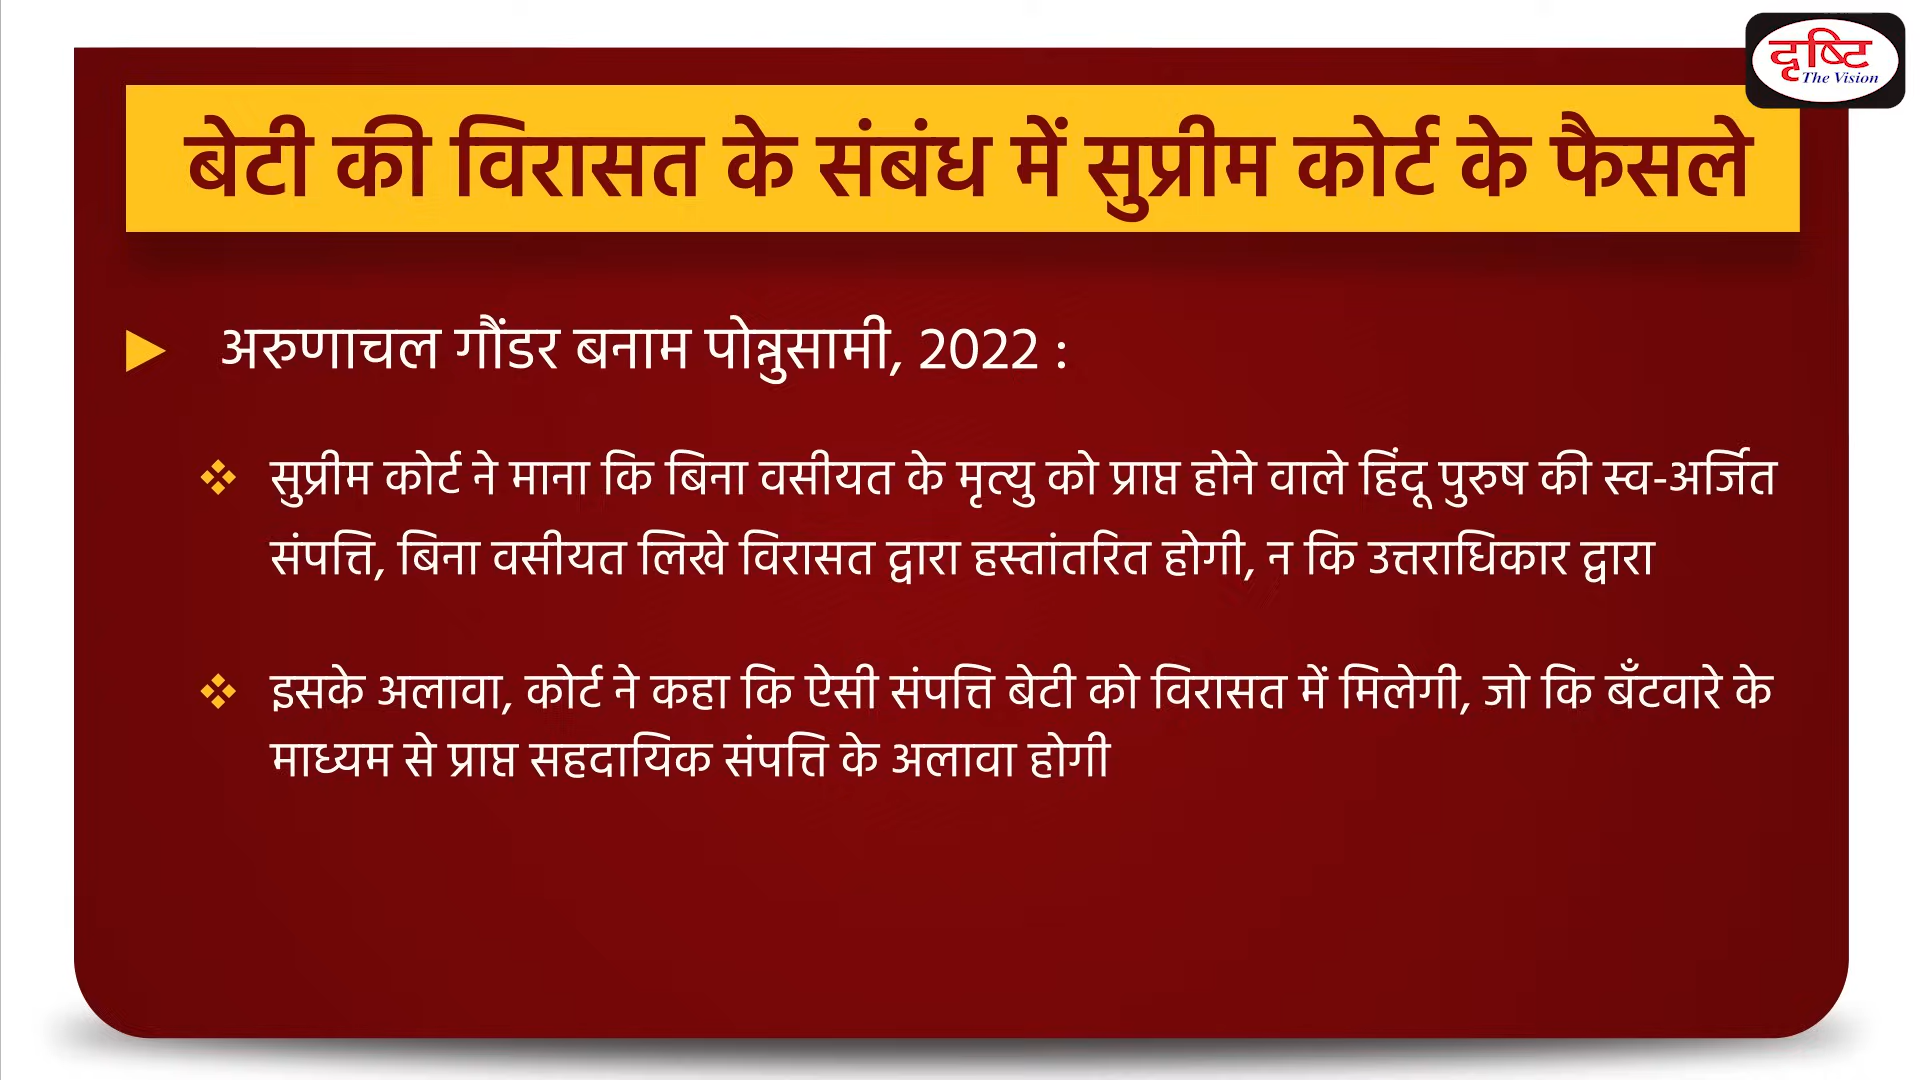 दृष्टि
The Vision
बेटी की विरासत के संबंध में सुप्रीम कोर्ट के फैसले
अरुणाचल गौंडर बनाम पोन्नुसामी, 2022 :
सुप्रीम कोर्ट ने माना कि बिना वसीयत के मृत्यु को प्राप्त होने वाले हिंदू पुरुष की स्व-अर्जित
संपत्ति, बिना वसीयत लिखे विरासत द्वारा हस्तांतरित होगी, न कि उत्तराधिकार द्वारा
इसके अलावा, कोर्ट ने कहा कि ऐसी संपत्ति बेटी को विरासत में मिलेगी, जो कि बँटवारे के
माध्यम से प्राप्त सहदायिक संपत्ति के अलावा होगी